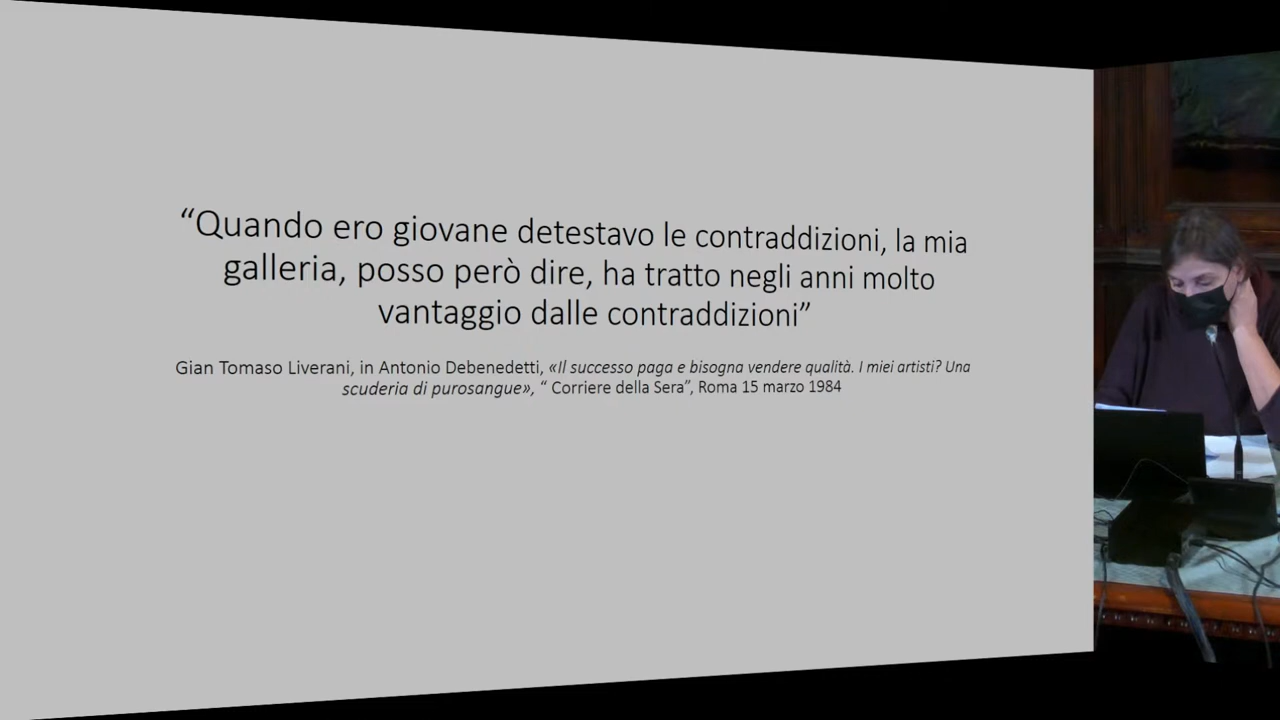 “Quando ero giovane detestavo le contraddizioni, la mia
galleria, posso però dire, ha tratto negli anni molto
vantaggio dalle contraddizioni”
Gian Tomaso Liverani, in Antonio Debenedetti, «Il successo paga e bisogna vendere qualità. I miei artisti? Una
scuderia di purosangue», “ Corriere della Sera”, Roma 15 marzo 1984